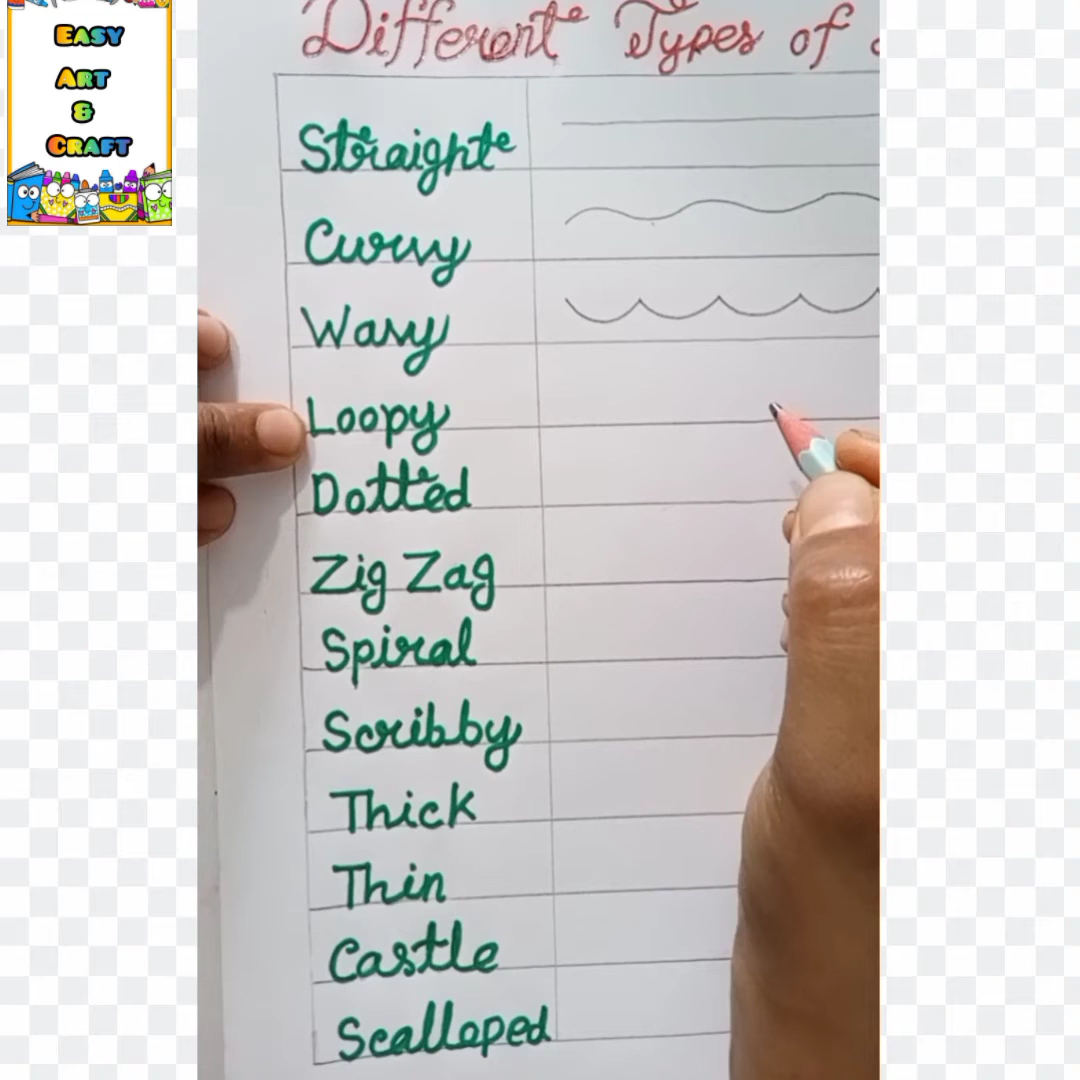 EASY
ART
&
CRAFT
Different Types of
Straight
Curvy
Wavy
Loopy
Dotted
Zig Zag
Spiral
Scribby
Thick
Thin
Castle
Scalloped